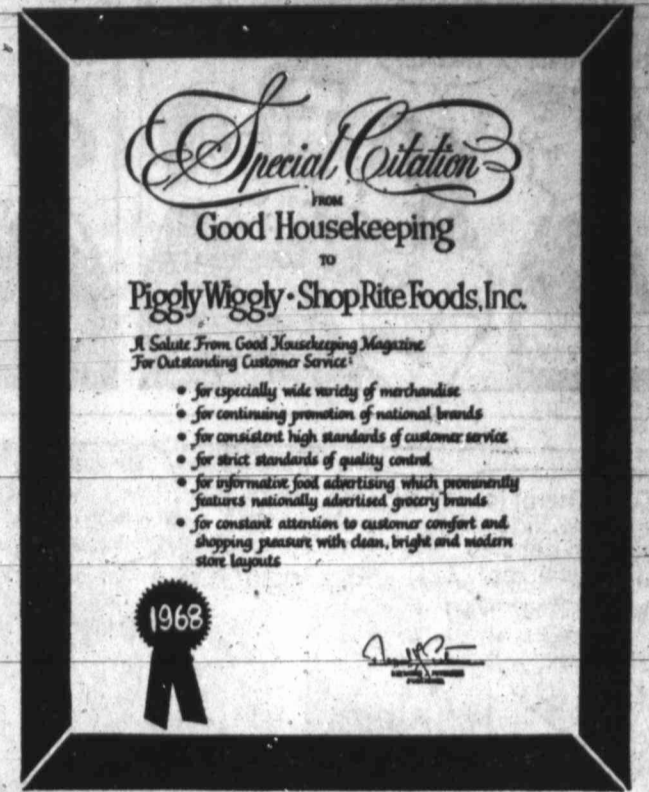 Special Citation
FROM
Good Housekeeping
TO
Piggly Wiggly · Shop Rite Foods, Inc.
A Salute From Good Housekeeping Magazine
For Outstanding Customer Service:
• for especially wide variety of merchandise
• for continuing promotion of national brands
• for consistent high standards of customer service
• for strict standards of quality control
• for informative food advertising which prominently
features nationally advertised grocery brands
• for constant attention to customer comfort and
shopping pleasure with clean, bright and modern
store layouts
1968